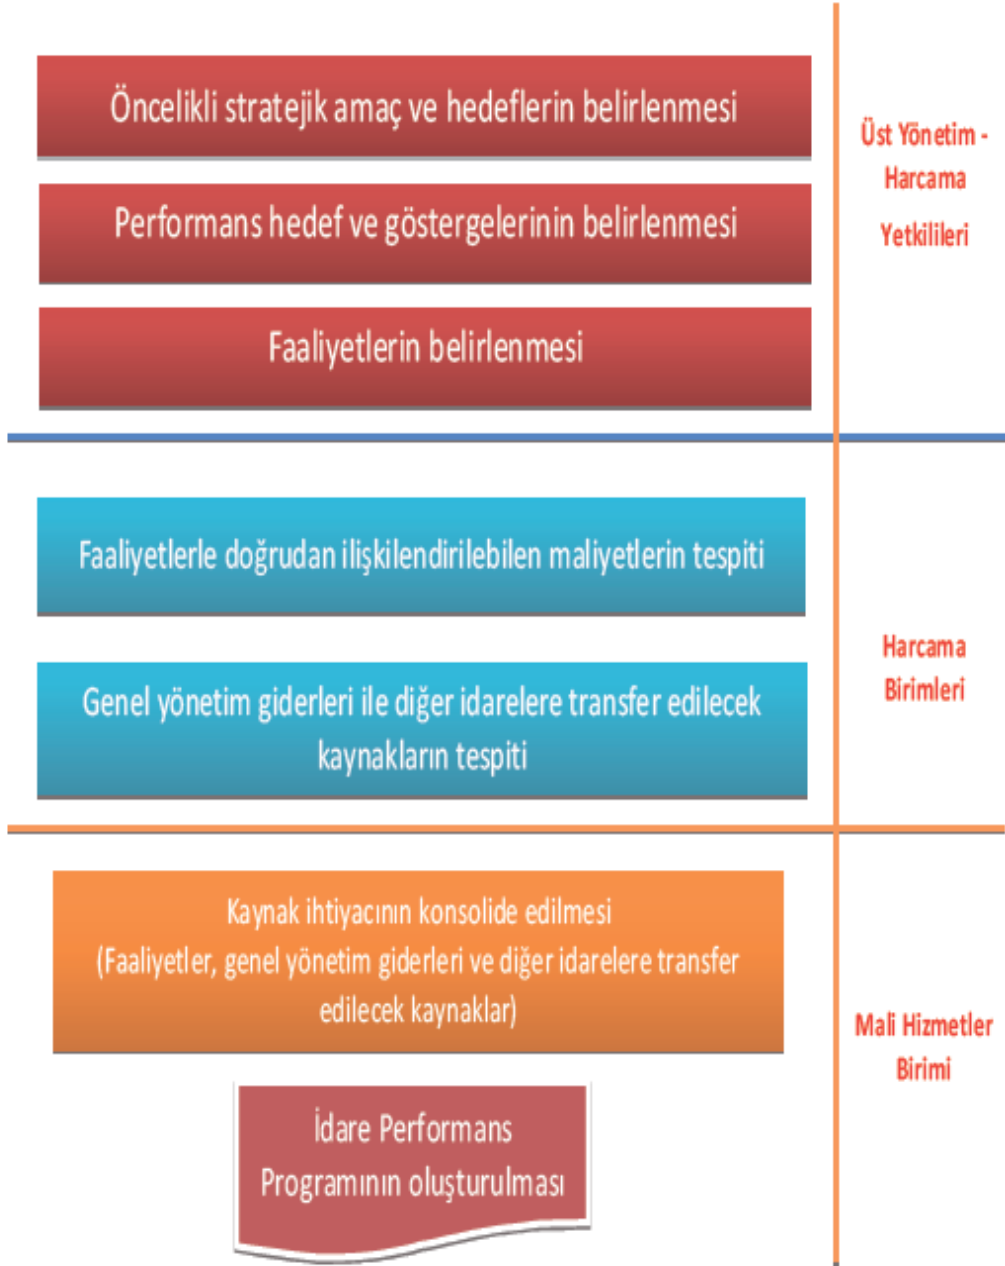 Öncelikli stratejik amaç ve hedeflerin belirlenmesi
Performans hedef ve göstergelerinin belirlenmesi
Faaliyetlerin belirlenmesi
Üst Yönetim -
Harcama
Yetkilileri
Faaliyetlerle doğrudan ilişkilendirilebilen maliyetlerin tespiti
Genel yönetim giderleri ile diğer idarelere transfer edilecek
kaynakların tespiti
Harcama
Birimleri
Kaynak ihtiyacının konsolide edilmesi
(Faaliyetler, genel yönetim giderleri ve diğer idarelere transfer
edilecek kaynaklar)
İdare Performans
Programının oluşturulması
Mali Hizmetler
Birimi